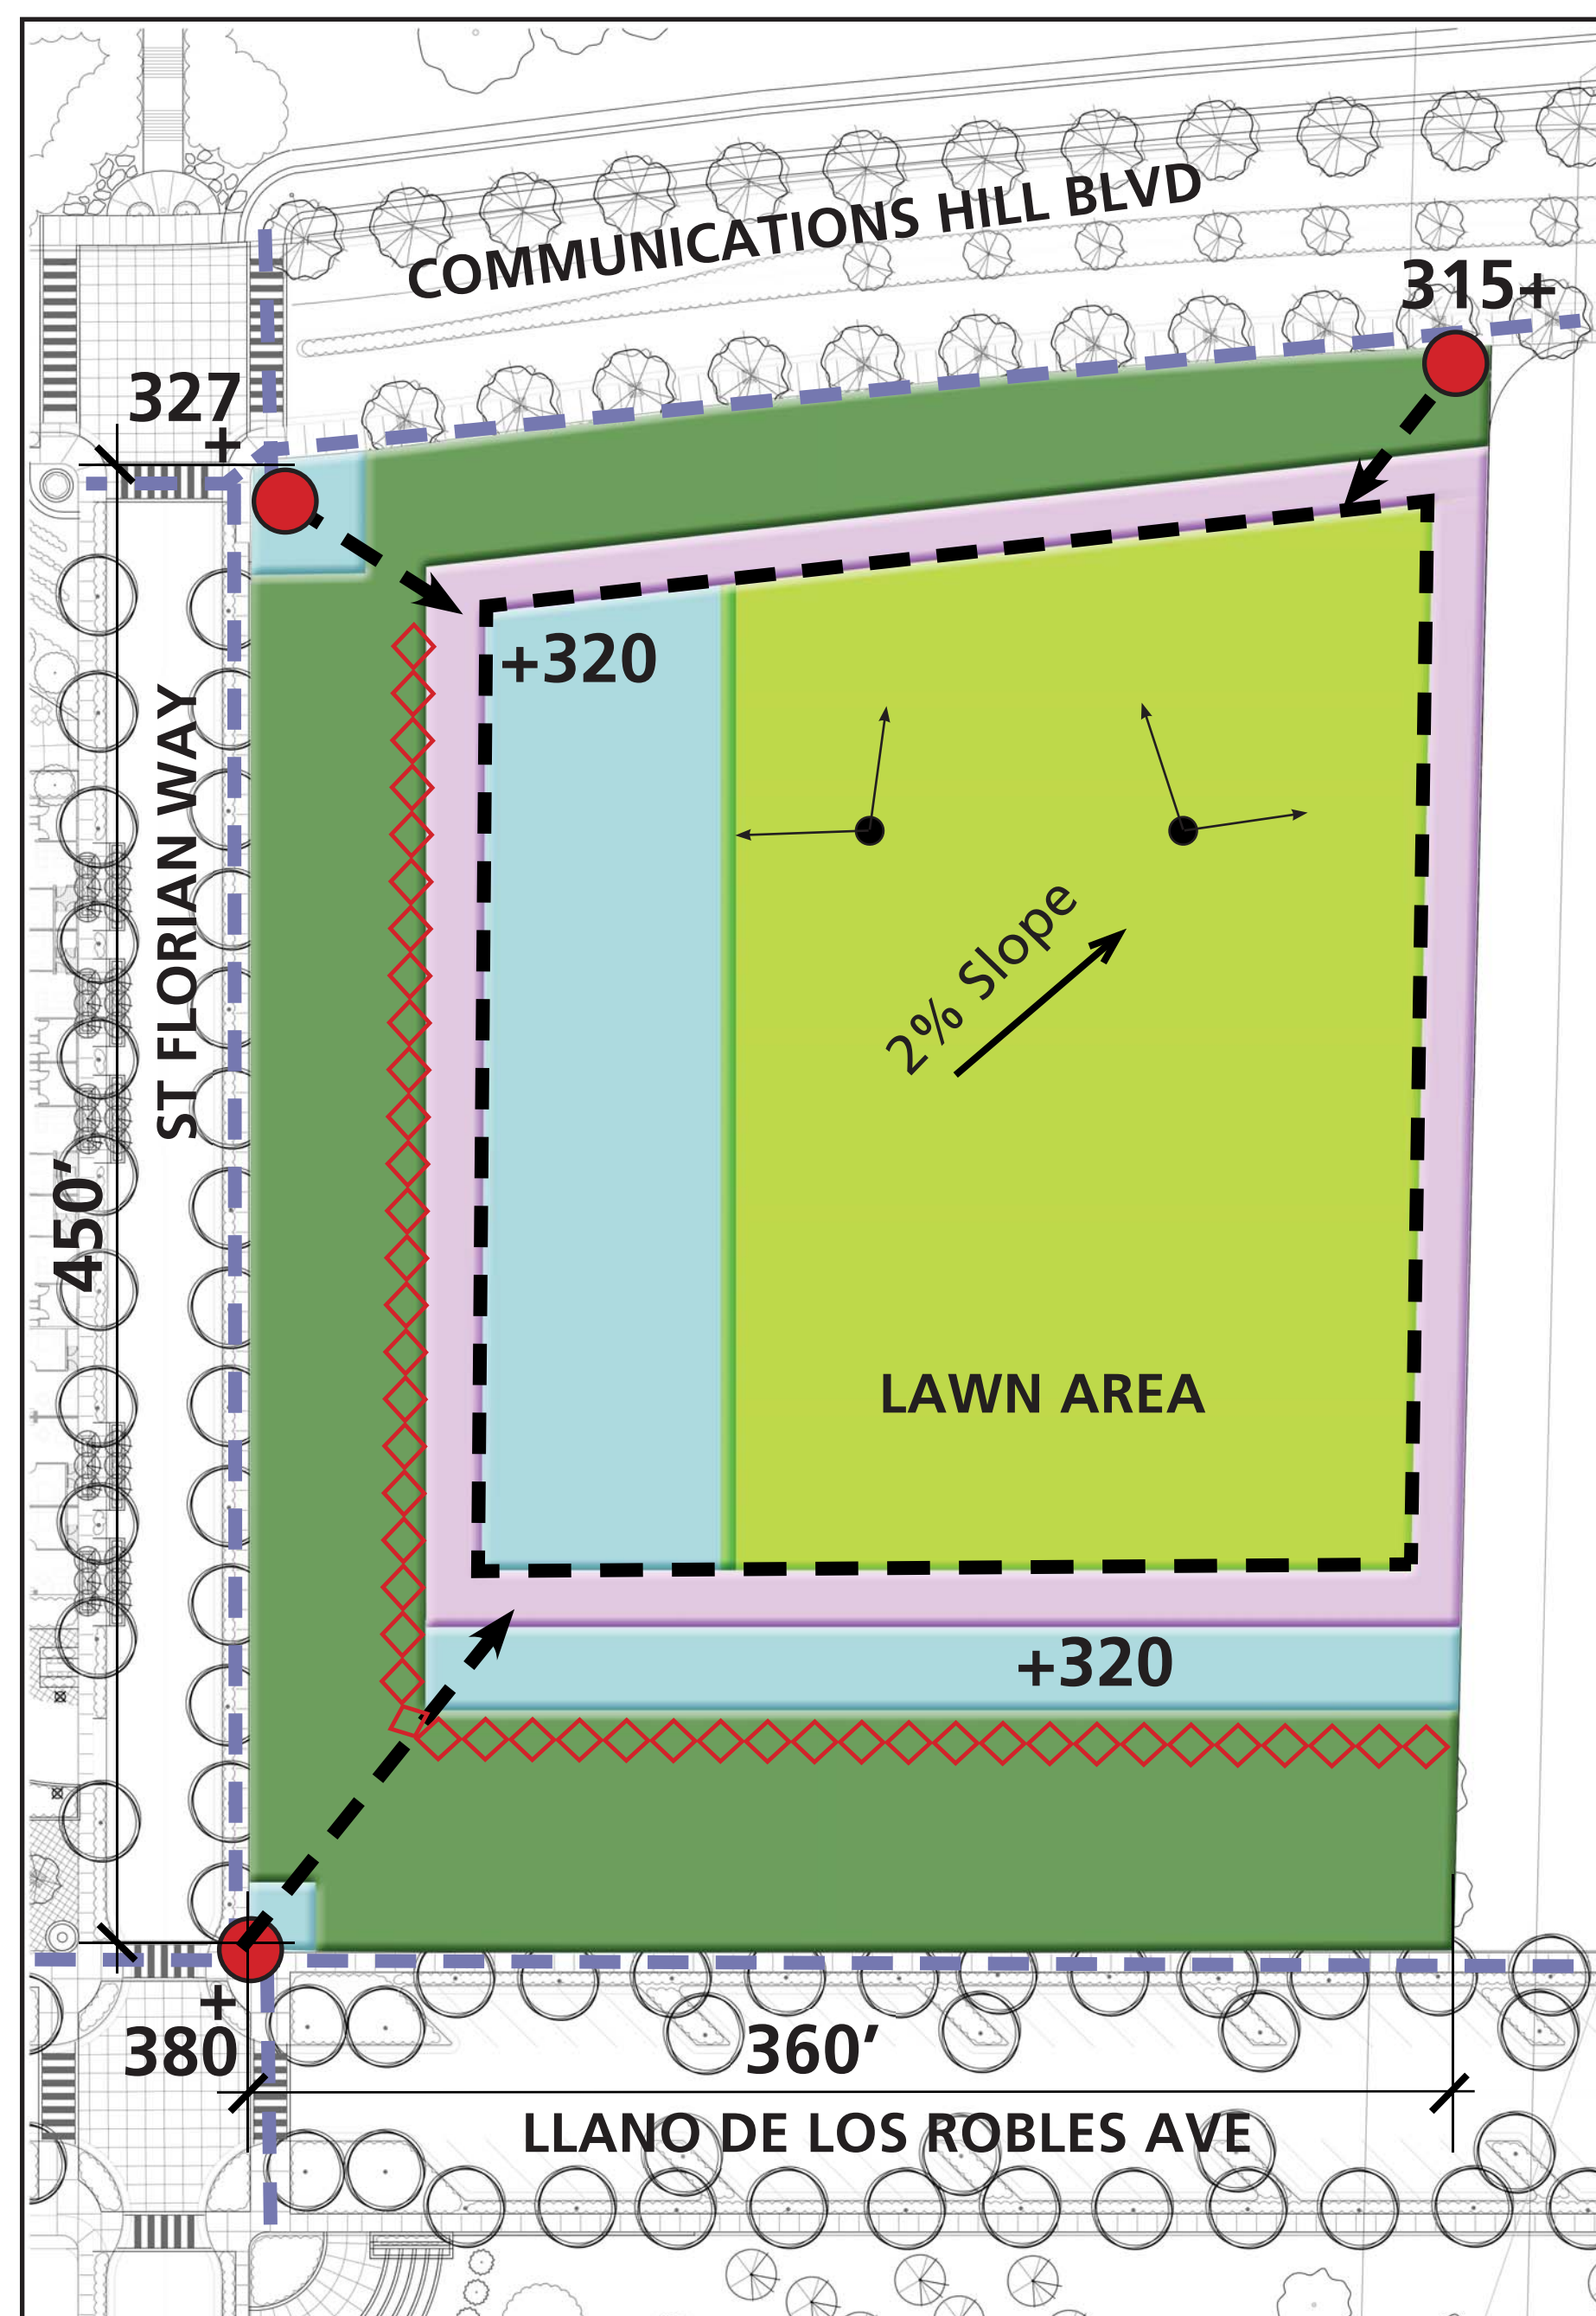 COMMUNICATIONS HILL BLVD
315+
327
+
+320
ST FLORIAN WAY
2% Slope
450′
LAWN AREA
+320
+
380
360′
LLANO DE LOS ROBLES AVE